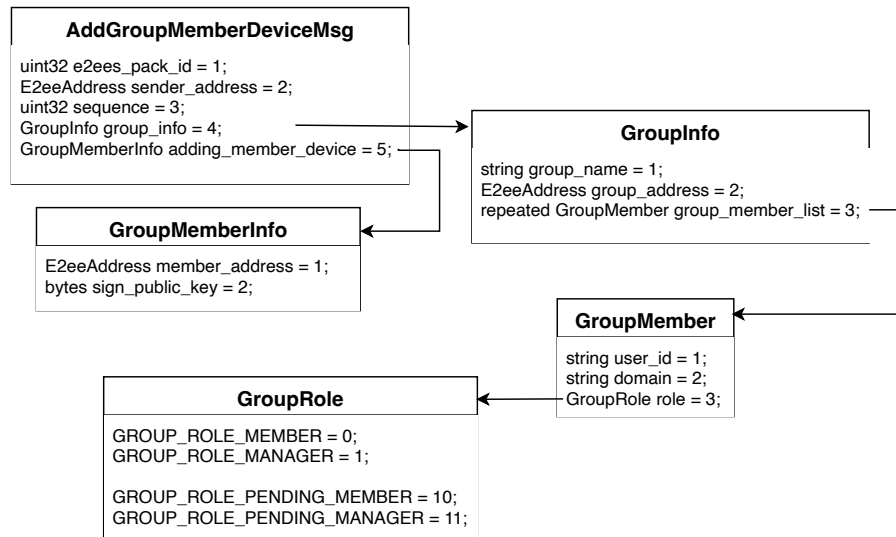 AddGroupMemberDeviceMsg
uint32 e2ees_pack_id = 1;
E2eeAddress sender_address = 2;
uint32 sequence = 3;
GroupInfo group_info = 4;
GroupMemberInfo adding_member_device = 5;
GroupInfo
string group_name = 1;
E2eeAddress group_address = 2;
repeated GroupMember group_member_list = 3;
GroupMemberInfo
E2eeAddress member_address = 1;
bytes sign_public_key = 2;
GroupMember
string user_id = 1;
string domain = 2;
GroupRole role = 3;
GroupRole
GROUP_ROLE_MEMBER = 0;
GROUP_ROLE_MANAGER = 1;
GROUP_ROLE_PENDING_MEMBER = 10;
GROUP_ROLE_PENDING_MANAGER = 11;